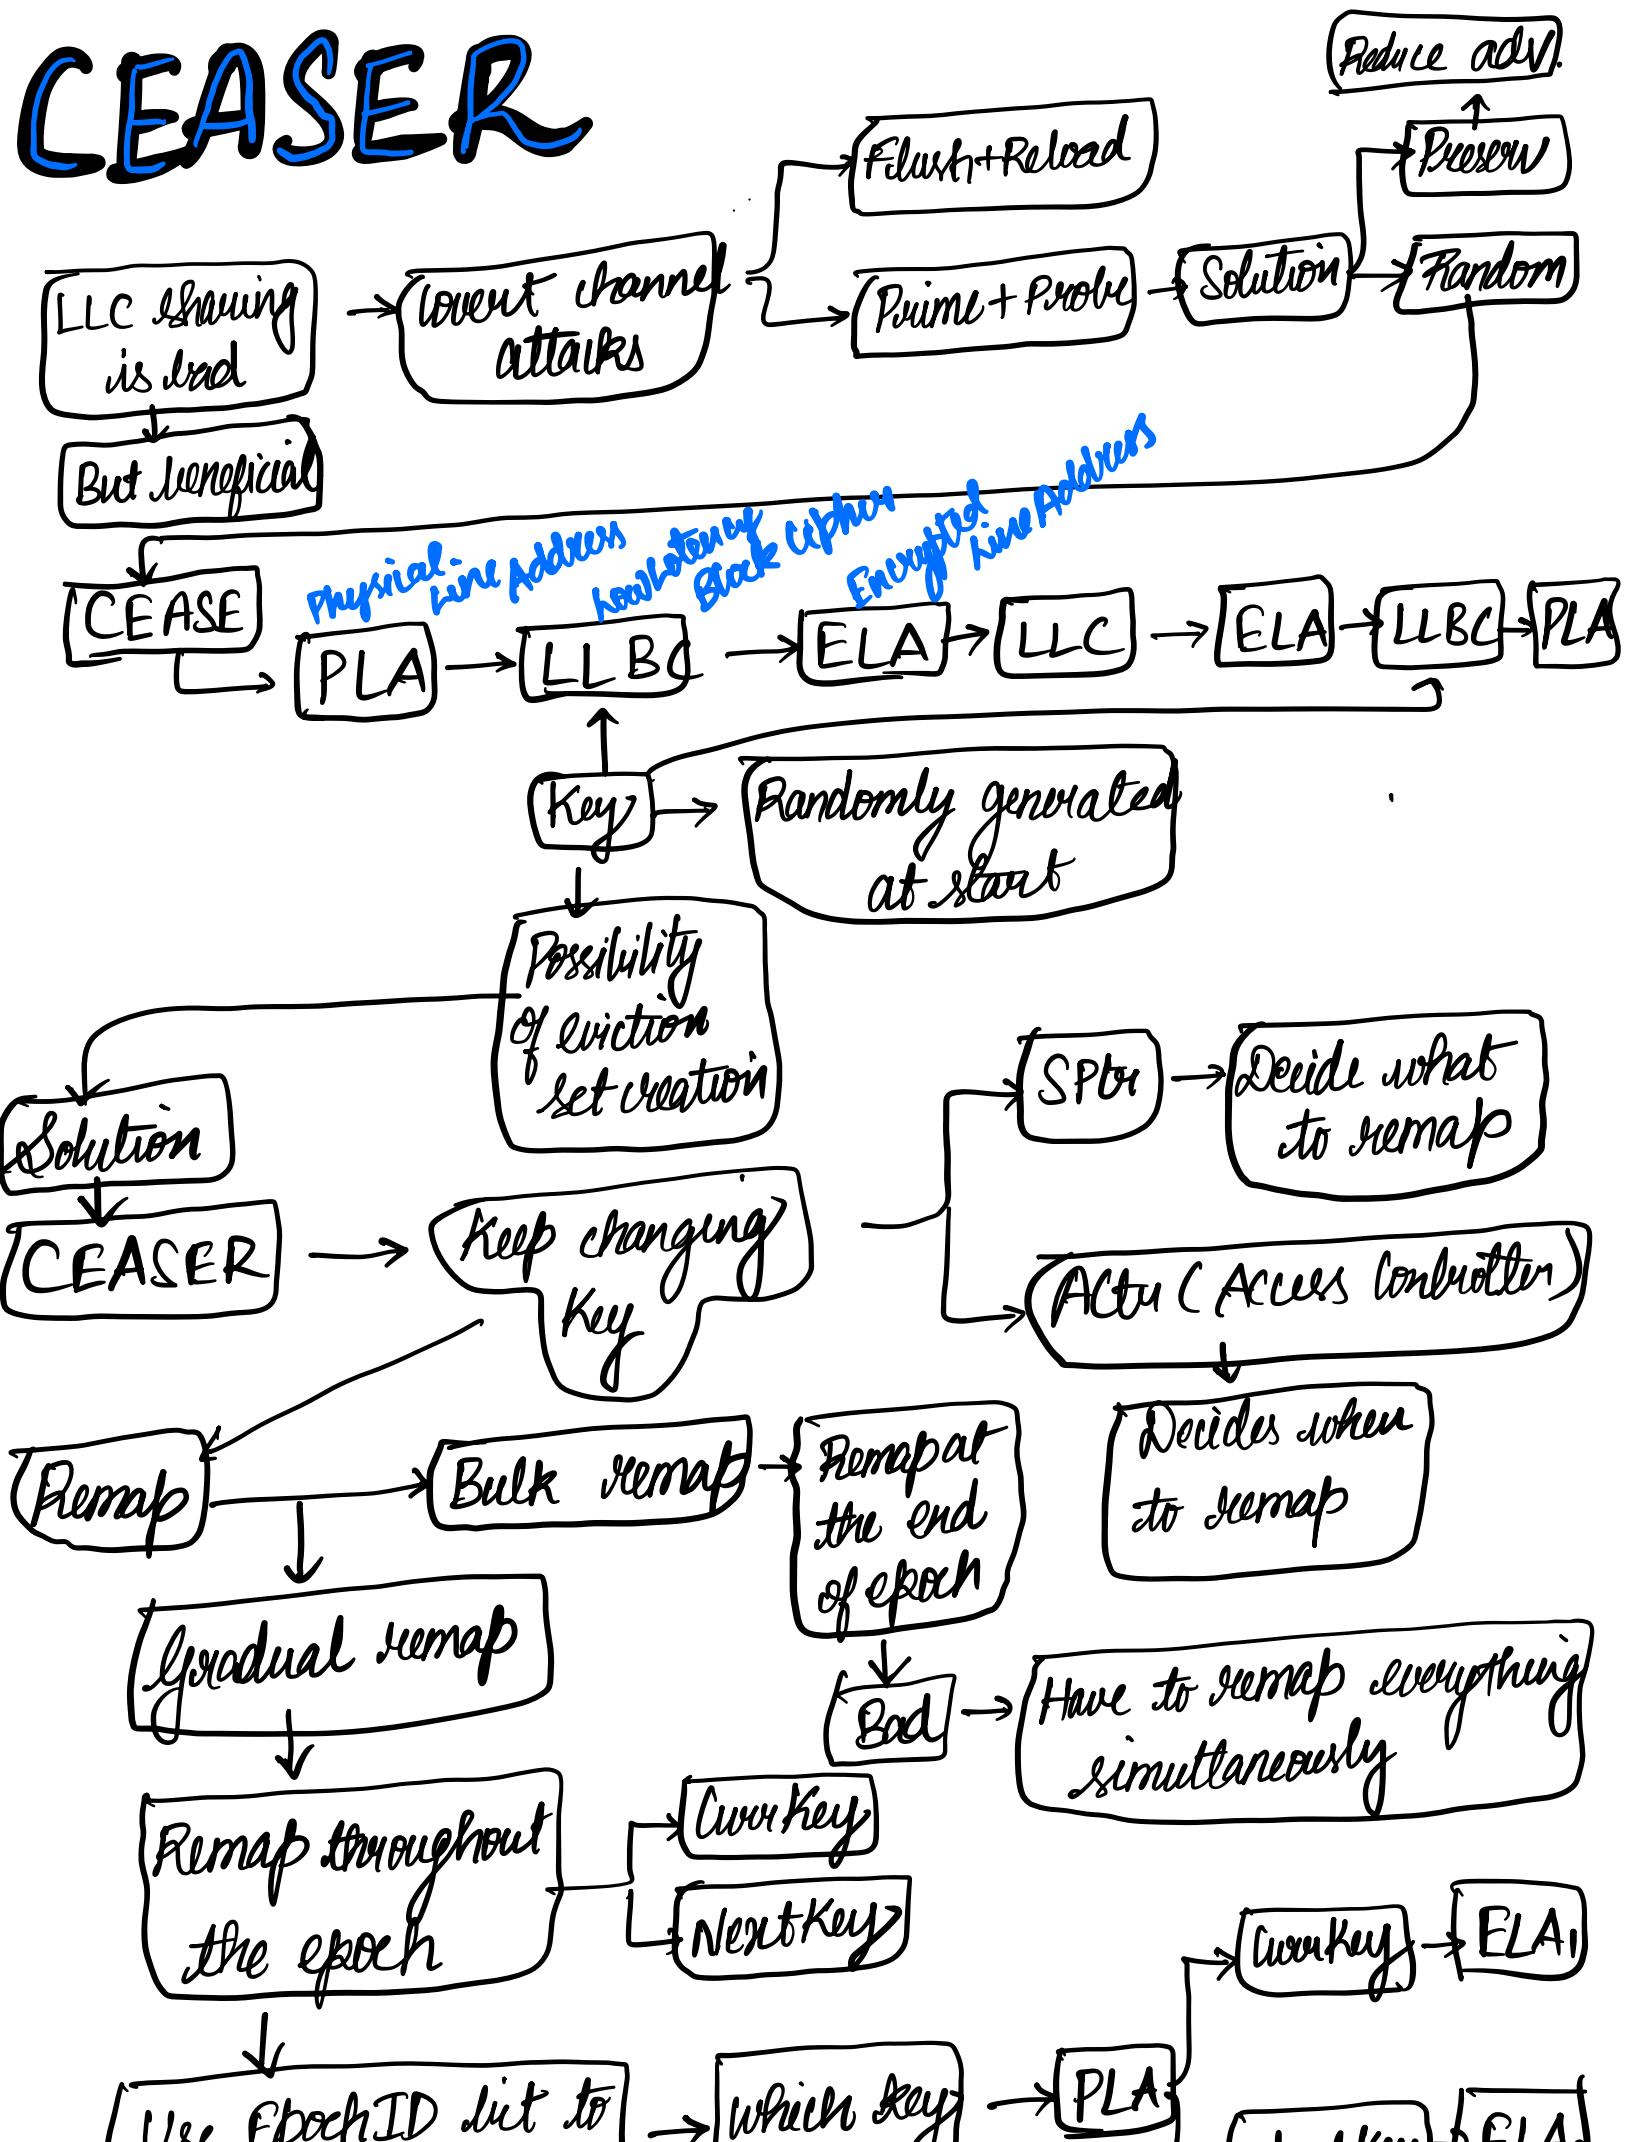 CEASER
Reduce adv.
Flush+Reload
Preserv
LLC sharing
is bad
Covert channel
attacks
Prime+Probe
Solution
Random
But beneficial
Physical
Line Address
Low Latency
Block Cipher
Encrypted
Line Address
CEASE
PLA
LLBC
ELA
LLC
ELA
LLBC
PLA
Key
Randomly generated
at start
Possibility
of eviction
set creation
Solution
SPtr
Decide what
to remap
CEASER
Keep changing
Key
ACtr (Access Controller)
Decides when
to remap
Remap
Bulk remap
Remap at
the end
of epoch
Gradual remap
Bad
Have to remap everything
simultaneously
Remap throughout
the epoch
CurrKey
NextKey
CurrKey
ELA1
Use EpochID bit to
which key
PLA
ELA